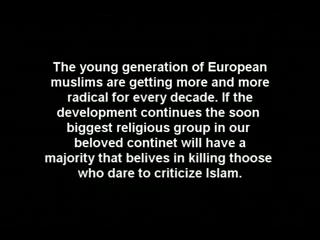 The young generation of European
muslims are getting more and more
radical for every decade. If the
development continues the soon
biggest religious group in our
beloved continet will have a
majority that belives in killing thoose
who dare to criticize Islam.